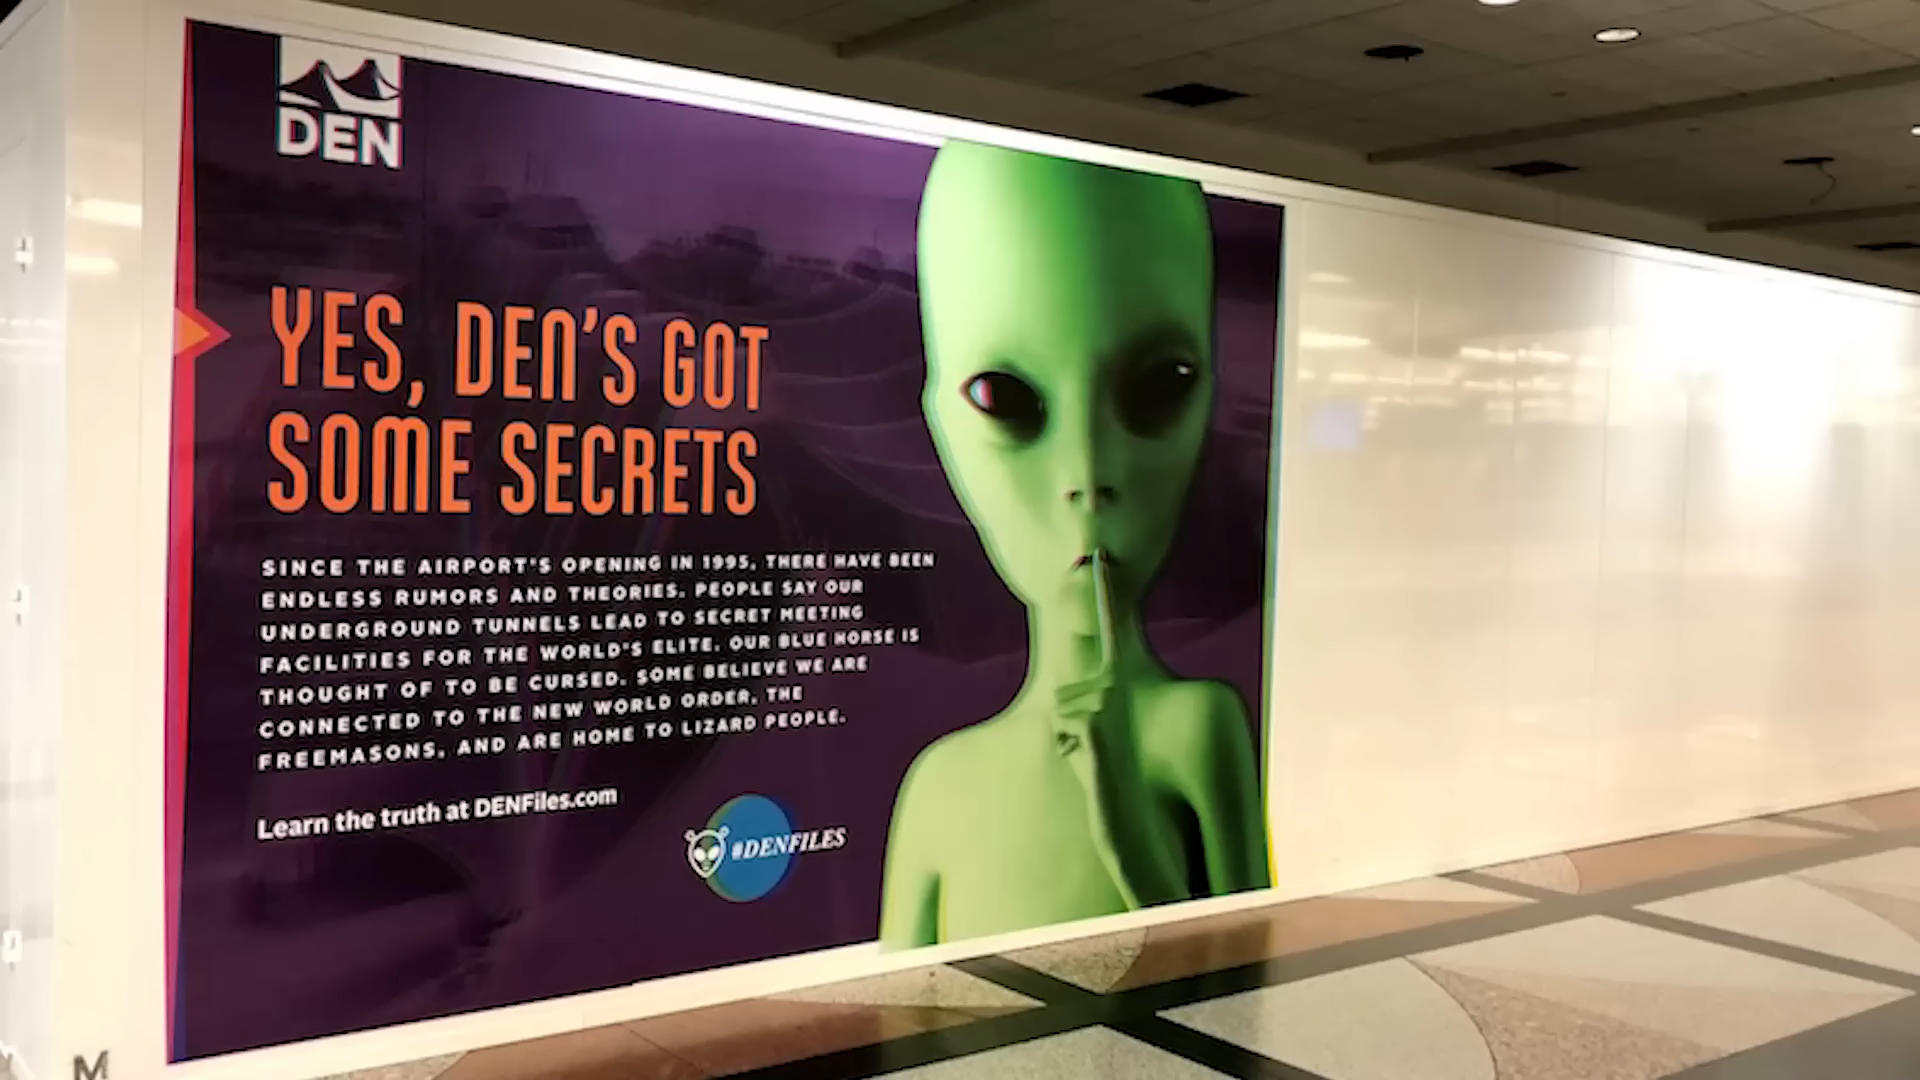 DEN
YES, DEN'S GOT
SOME SECRETS
SINCE THE AIRPORT'S OPENING IN 1995, THERE HAVE BEEN
ENDLESS RUMORS AND THEORIES. PEOPLE SAY OUR
UNDERGROUND TUNNELS LEAD TO SECRET MEETING
FACILITIES FOR THE WORLD'S ELITE. OUR BLUE HORSE IS
THOUGHT OF TO BE CURSED. SOME BELIEVE WE ARE
CONNECTED TO THE NEW WORLD ORDER, THE
FREEMASONS, AND ARE HOME TO LIZARD PEOPLE.
Learn the truth at DENFiles.com
#DENFILES
M